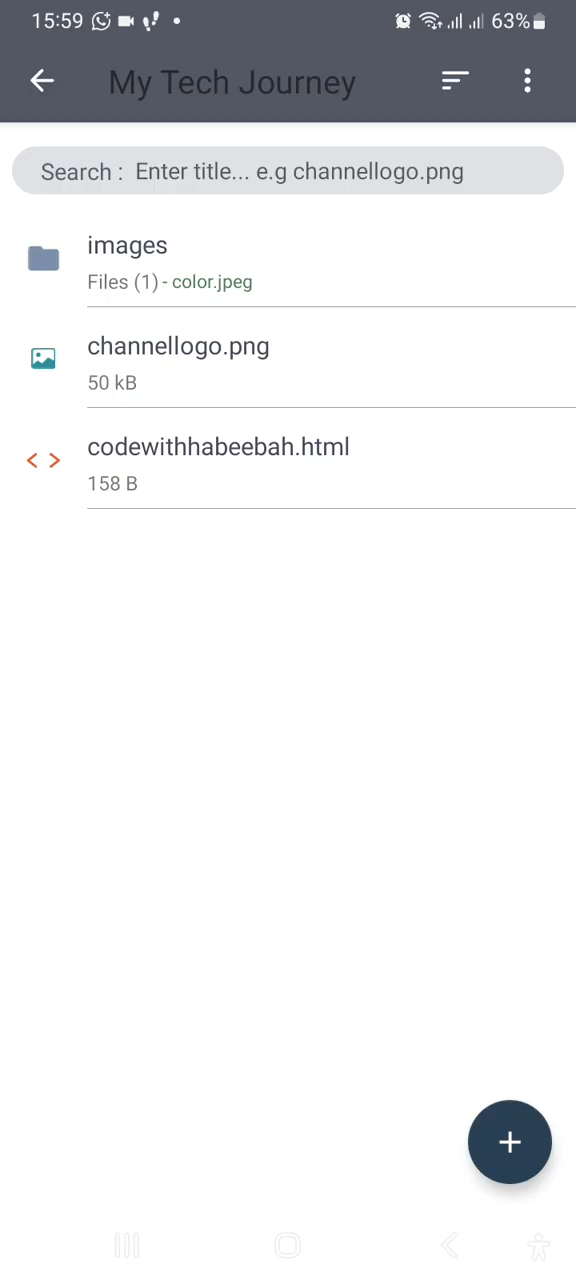 15:59 63%
My Tech Journey
Search : Enter title... e.g channellogo.png
images
Files (1) - color.jpeg
channellogo.png
50 kB
codewithhabeebah.html
158 B